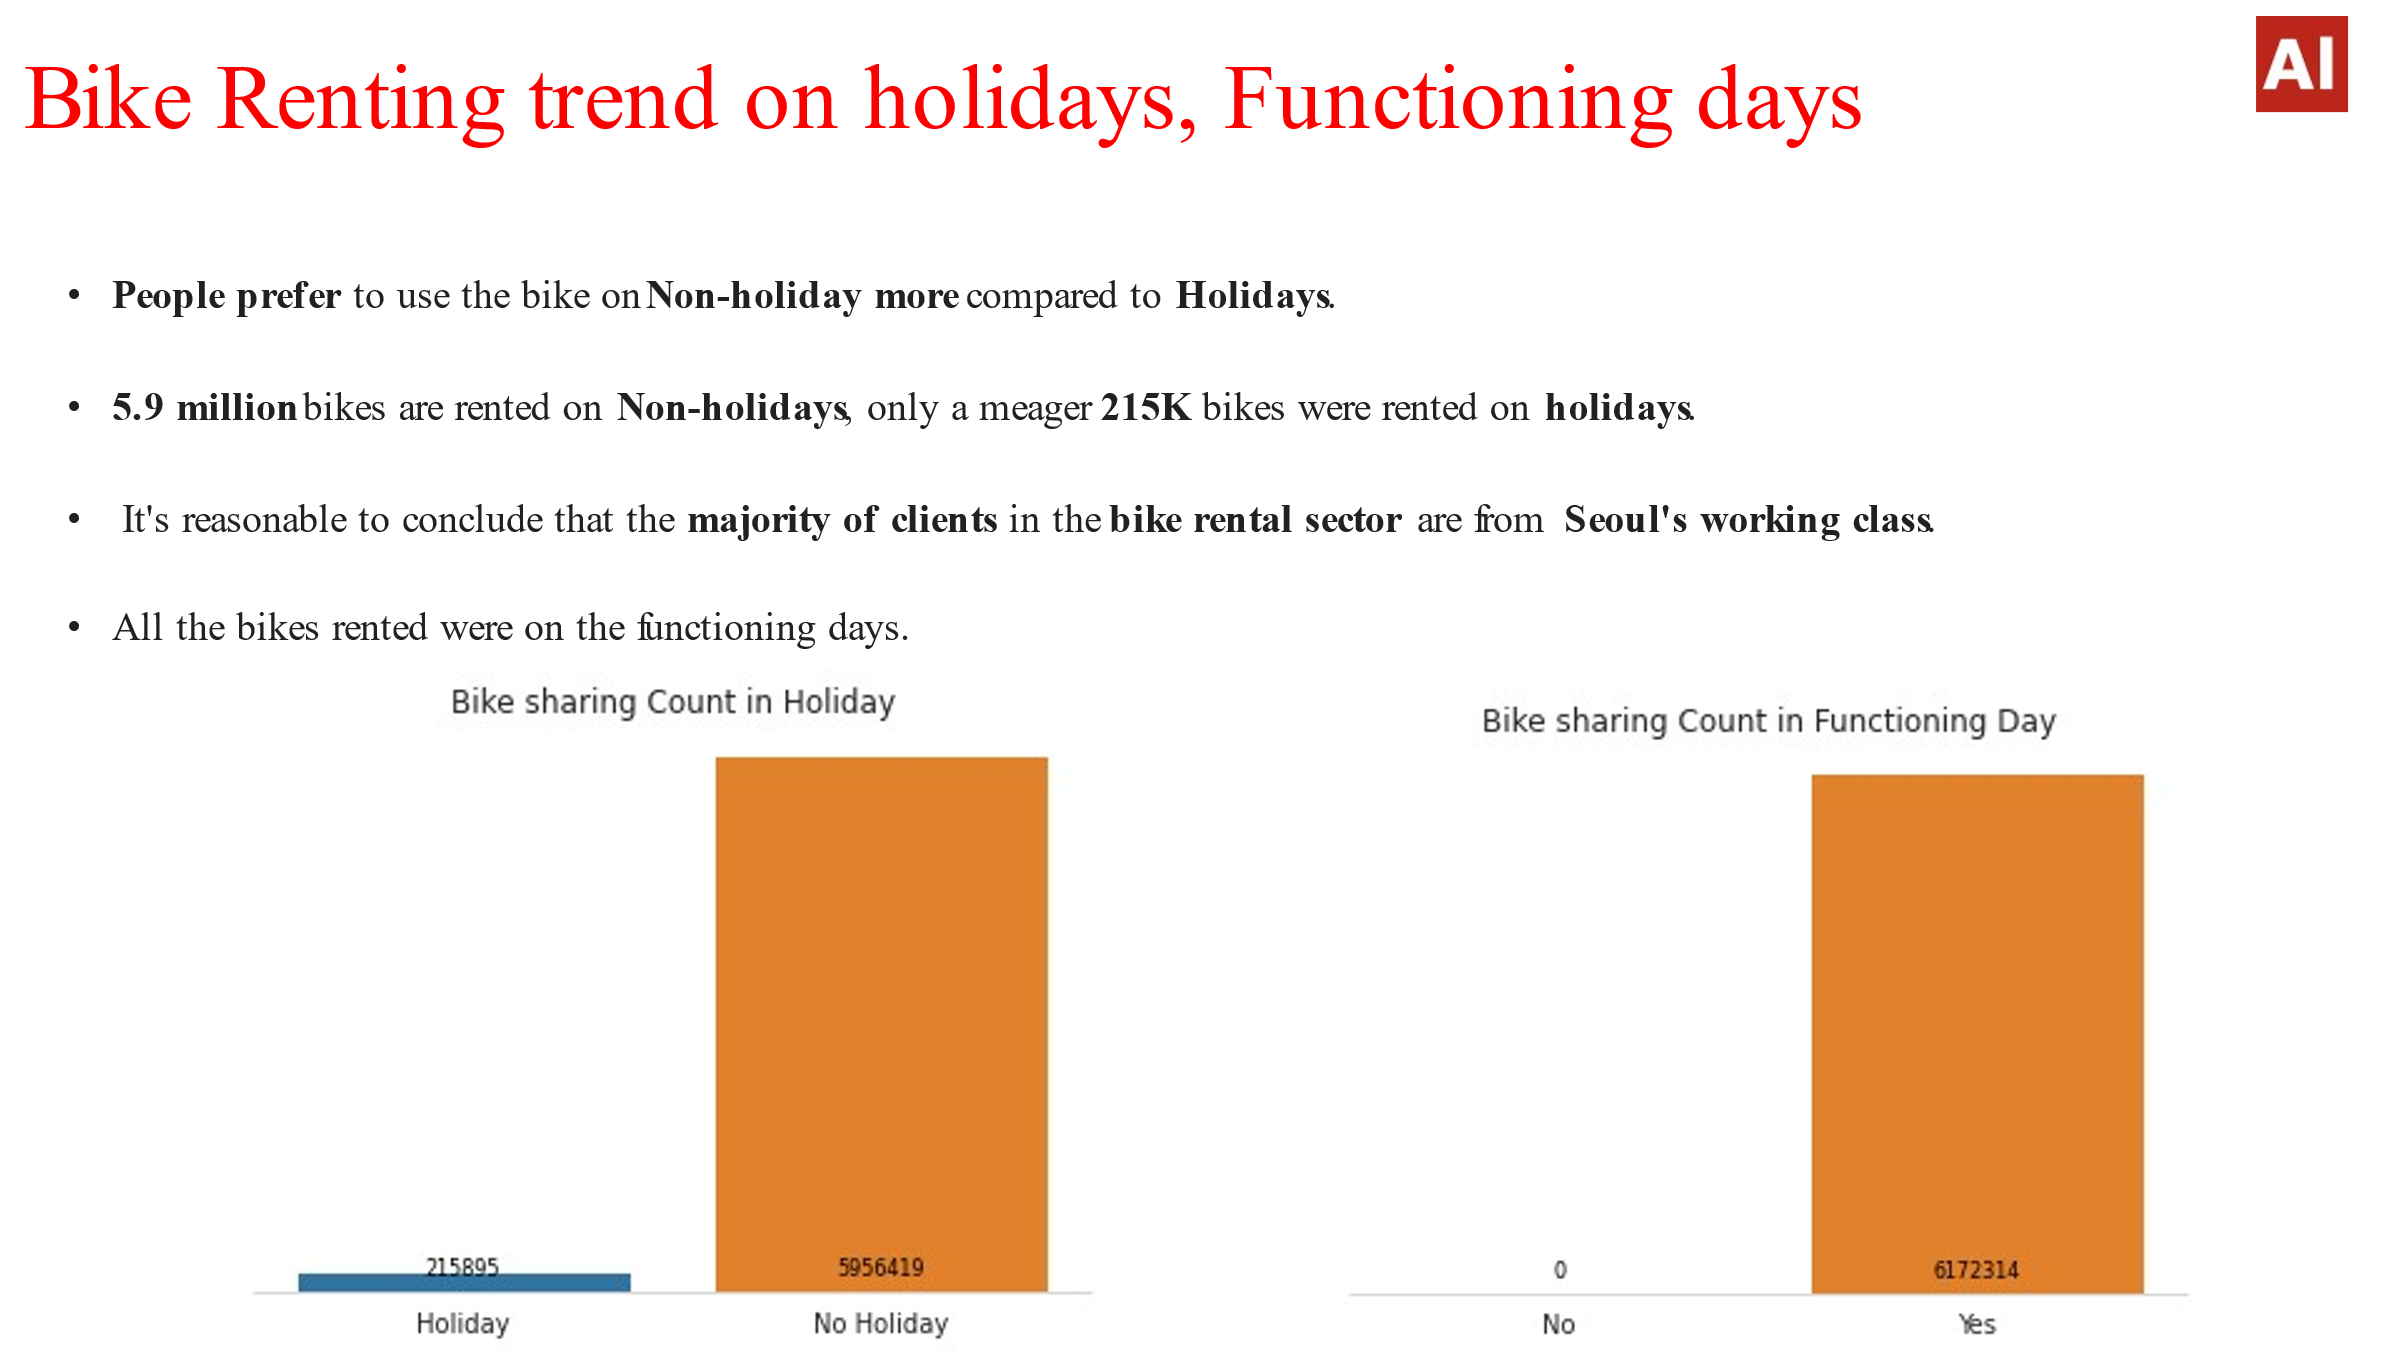 AI
Bike Renting trend on holidays, Functioning days
• People prefer to use the bike on Non-holiday more compared to Holidays.
• 5.9 million bikes are rented on Non-holidays, only a meager 215K bikes were rented on holidays.
• It's reasonable to conclude that the majority of clients in the bike rental sector are from Seoul's working class.
• All the bikes rented were on the functioning days.
Bike sharing Count in Holiday
215895
5956419
Holiday
No Holiday
Bike sharing Count in Functioning Day
0
6172314
No
Yes